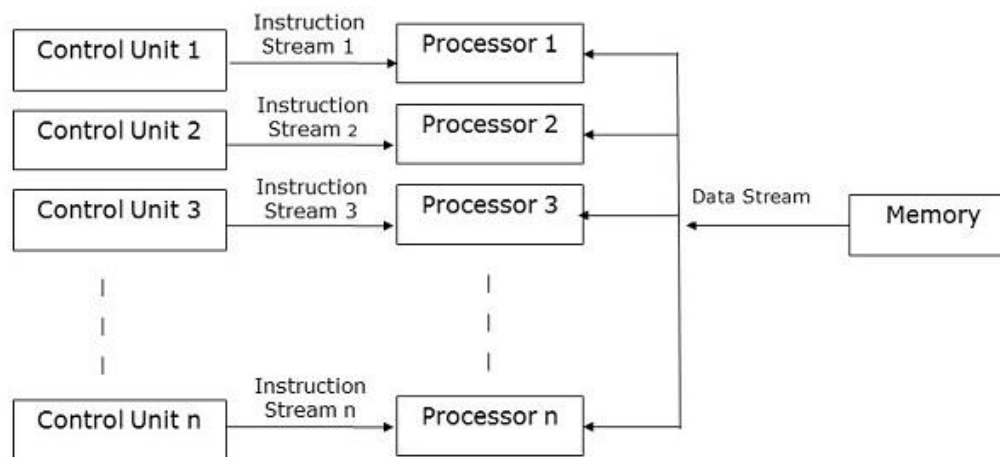 Control Unit 1
Instruction
Stream 1
Processor 1
Control Unit 2
Instruction
Stream 2
Processor 2
Control Unit 3
Instruction
Stream 3
Processor 3
Data Stream
Memory
Control Unit n
Instruction
Stream n
Processor n